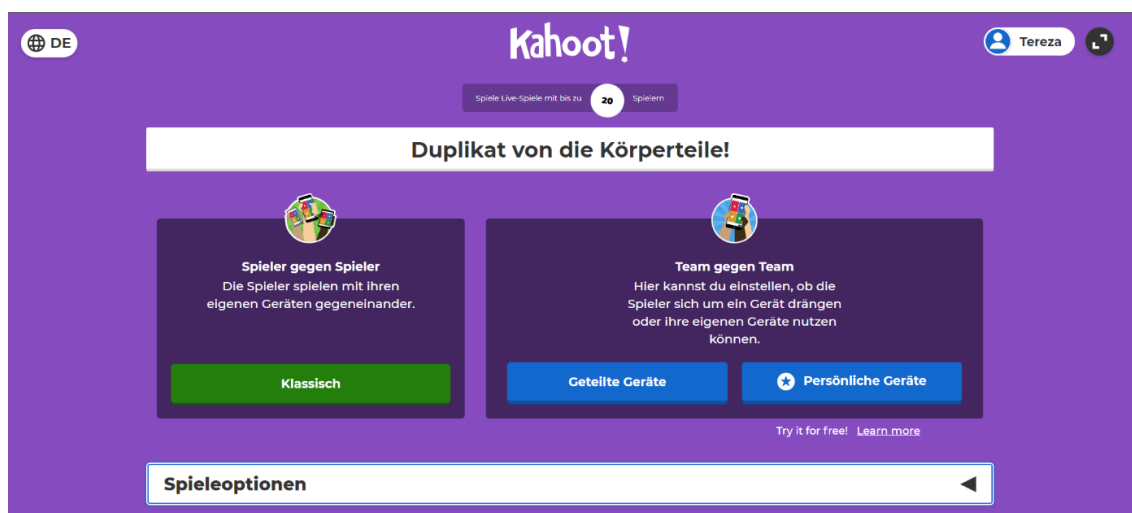 DE
Kahoot!
Tereza
Spiele Live-Spiele mit bis zu 20 Spielern
Duplikat von die Körperteile!
Spieler gegen Spieler
Die Spieler spielen mit ihren
eigenen Geräten gegeneinander.
Klassisch
Team gegen Team
Hier kannst du einstellen, ob die
Spieler sich um ein Gerät drängen
oder ihre eigenen Geräte nutzen
können.
Geteilte Geräte
Persönliche Geräte
Try it for free! Learn more
Spieleoptionen